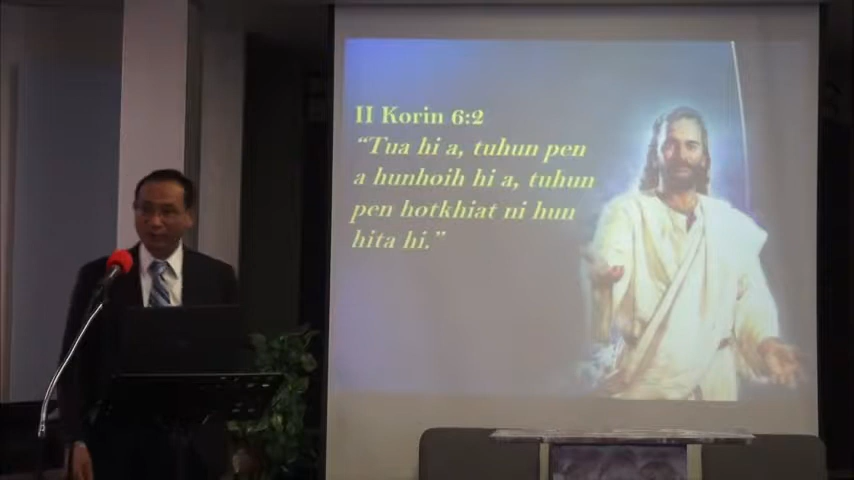 II Korin 6:2
“Tua hi a, tuhun pen
a hunhoih hi a, tuhun
pen hotkhiat ni hun
hita hi.”